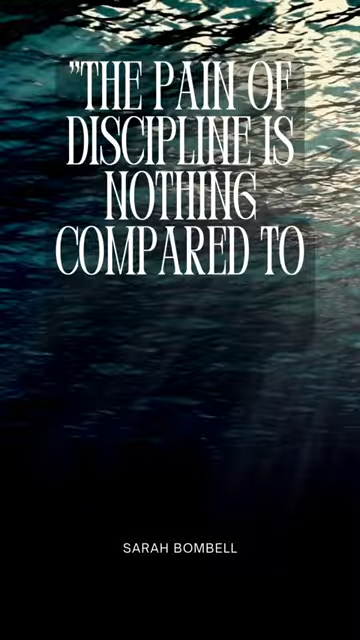 ”THE PAIN OF
DISCIPLINE IS
NOTHING
COMPARED TO
SARAH BOMBELL